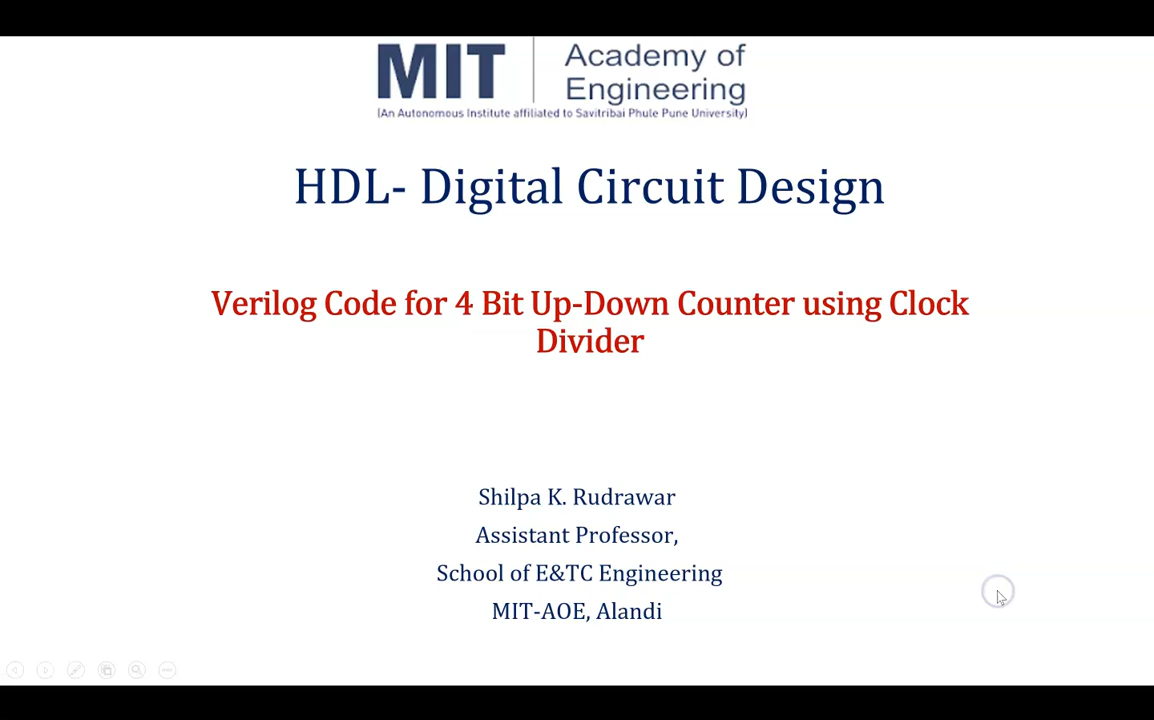 MIT
Academy of
Engineering
(An Autonomous Institute affiliated to Savitribai Phule Pune University)
HDL- Digital Circuit Design
Verilog Code for 4 Bit Up-Down Counter using Clock
Divider
Shilpa K. Rudrawar
Assistant Professor,
School of E&TC Engineering
MIT-AOE, Alandi